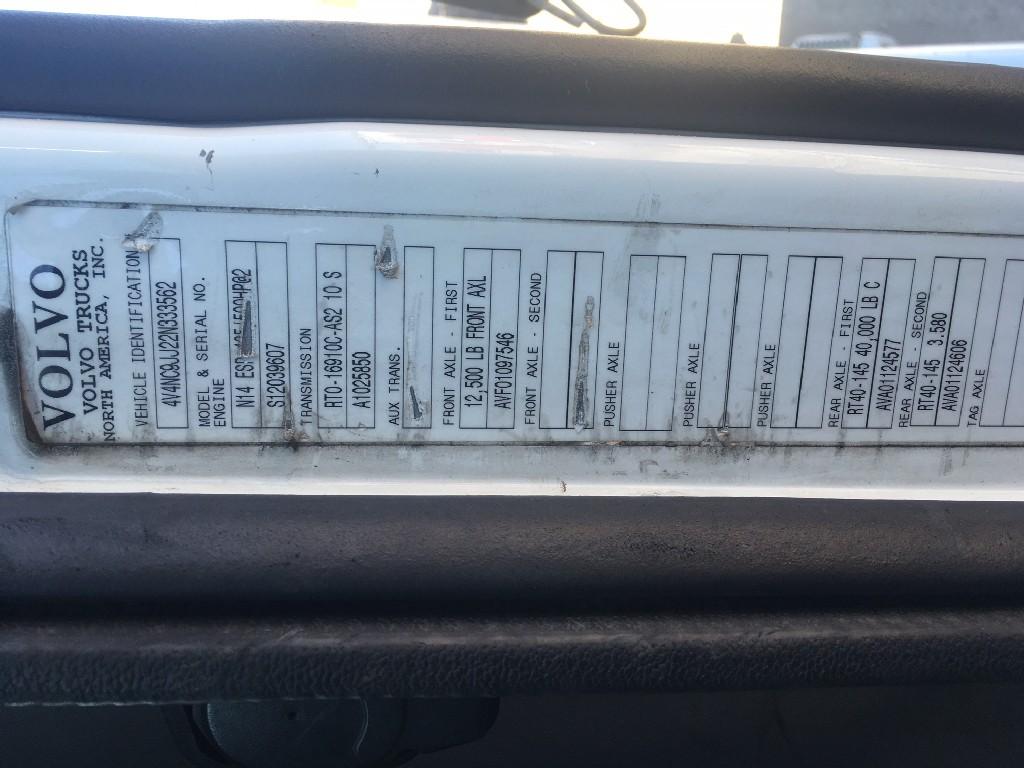 VOLVO
VOLVO TRUCKS
NORTH AMERICA, INC.
VEHICLE IDENTIFICATION
4V4NC9JJ22N333562
MODEL & SERIAL NO.
ENGINE
N14
S12039607
TRANSMISSION
RTO-16910C-AS2 10 S
A1025850
AUX TRANS.
FRONT AXLE - FIRST
12,500 LB FRONT AXL
AVF01097546
FRONT AXLE - SECOND
PUSHER AXLE
PUSHER AXLE
PUSHER AXLE
REAR AXLE - FIRST
RT40-145 40,000 LB C
AVA01124577
REAR AXLE - SECOND
RT40-145 3.580
AVA01124606
TAG AXLE